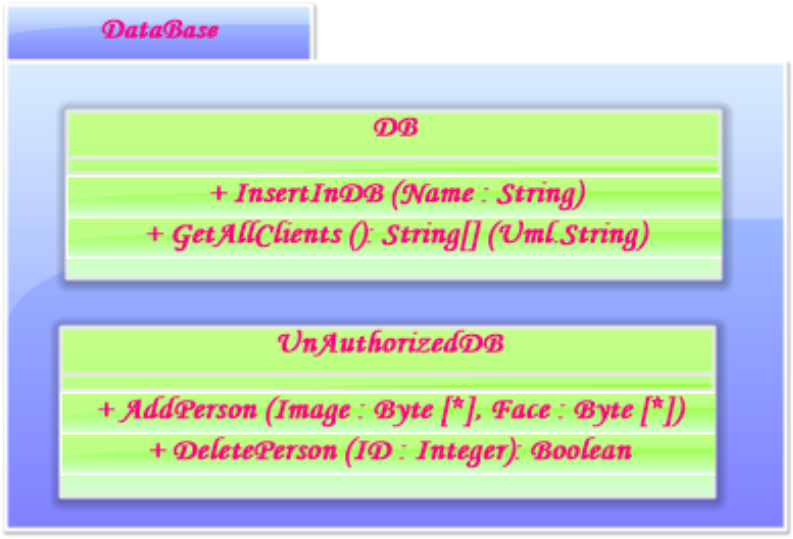 DataBase
DB
+ InsertInDB (Name : String)
+ GetAllClients (): String[] (Uml.String)
UnAuthorizedDB
+ AddPerson (Image : Byte [*], Face : Byte [*])
+ DeletePerson (ID : Integer): Boolean